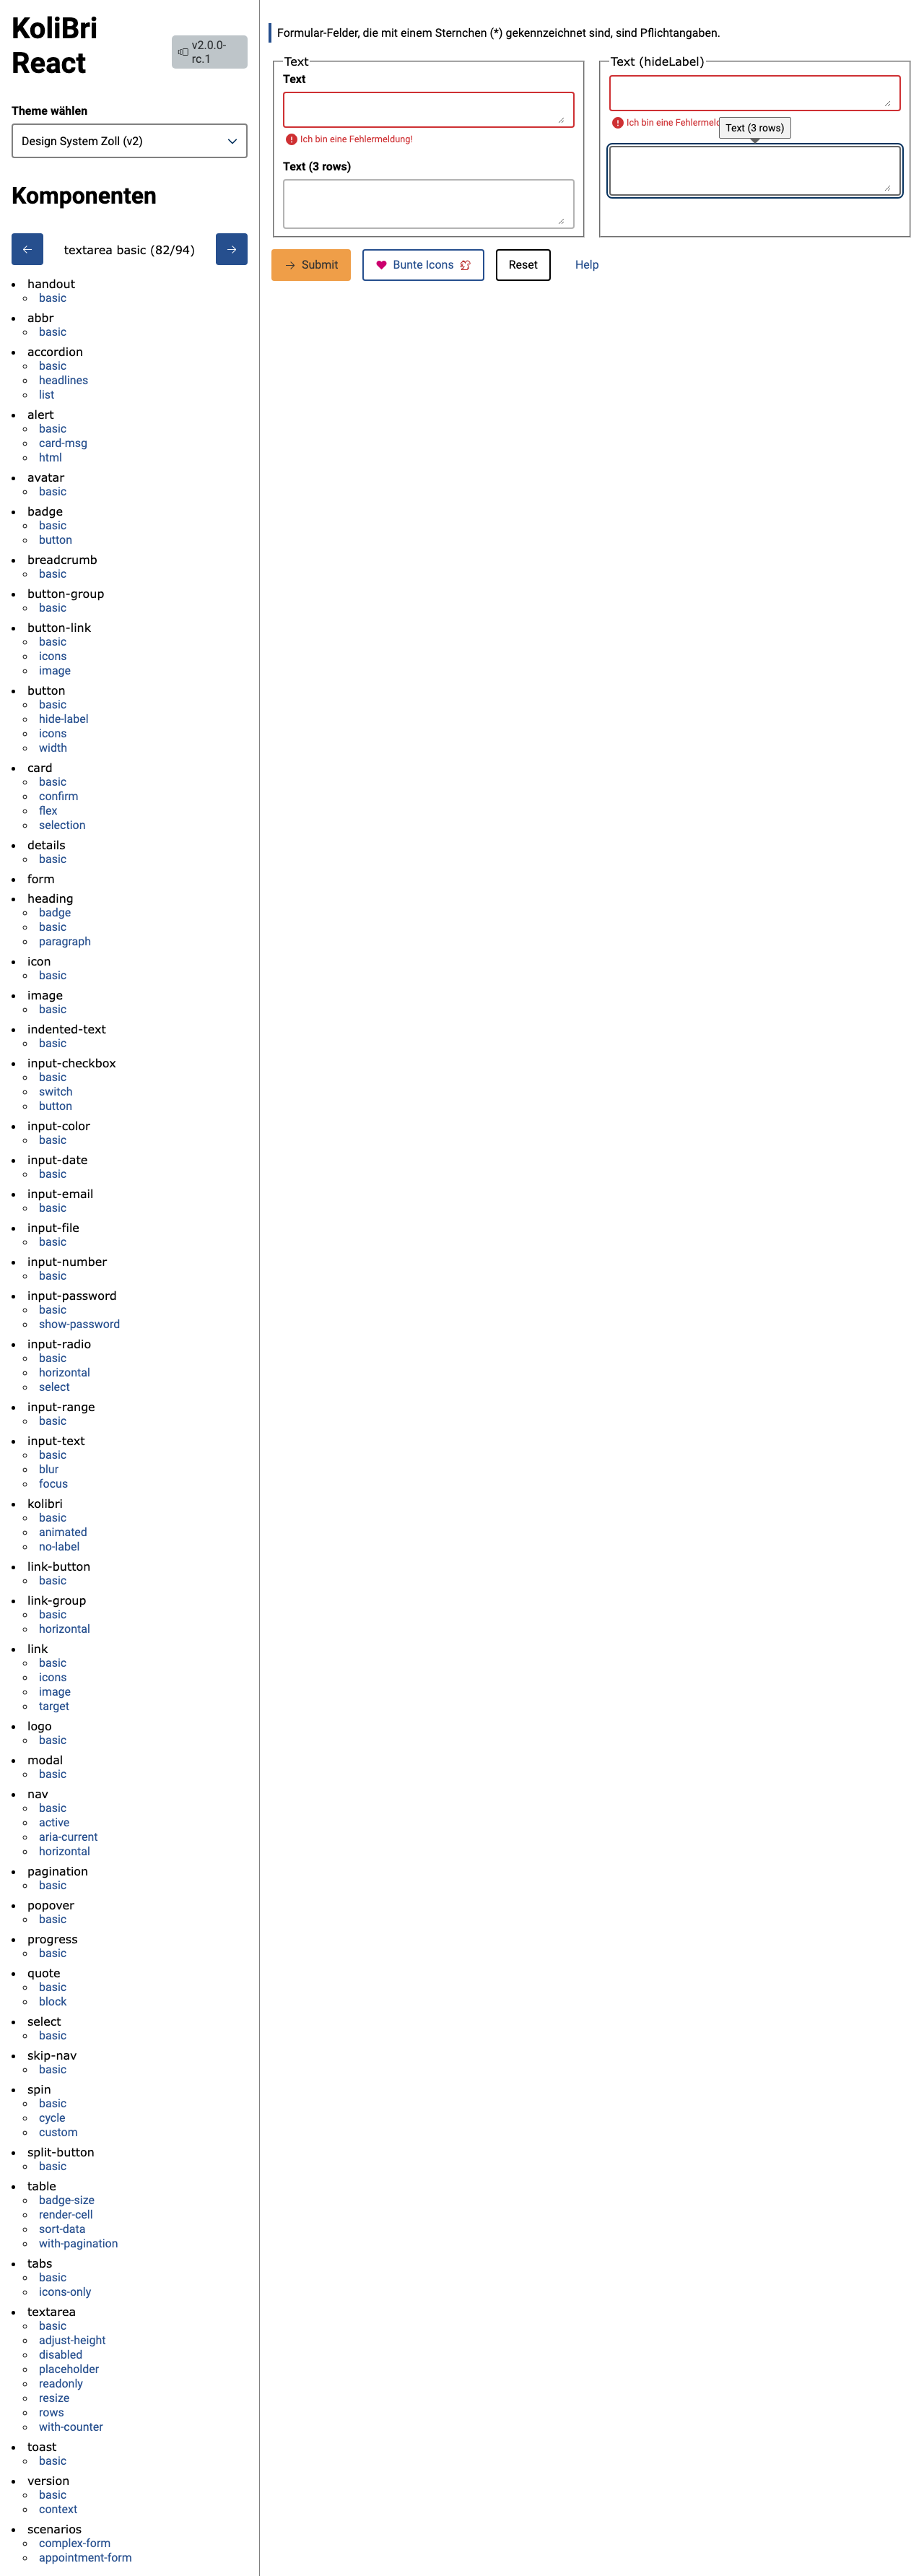 KoliBri
React
v2.0.0-
rc.1
Theme wählen
Design System Zoll (v2)
Komponenten
textarea basic (82/94)
handout
basic
abbr
basic
accordion
basic
headlines
list
alert
basic
card-msg
html
avatar
basic
badge
basic
button
breadcrumb
basic
button-group
basic
button-link
basic
icons
image
button
basic
hide-label
icons
width
card
basic
confirm
flex
selection
details
basic
form
heading
badge
basic
paragraph
icon
basic
image
basic
indented-text
basic
input-checkbox
basic
switch
button
input-color
basic
input-date
basic
input-email
basic
input-file
basic
input-number
basic
input-password
basic
show-password
input-radio
basic
horizontal
select
input-range
basic
input-text
basic
blur
focus
kolibri
basic
animated
no-label
link-button
basic
link-group
basic
horizontal
link
basic
icons
image
target
logo
basic
modal
basic
nav
basic
active
aria-current
horizontal
pagination
basic
popover
basic
progress
basic
quote
basic
block
select
basic
skip-nav
basic
spin
basic
cycle
custom
split-button
basic
table
badge-size
render-cell
sort-data
with-pagination
tabs
basic
icons-only
textarea
basic
adjust-height
disabled
placeholder
readonly
resize
rows
with-counter
toast
basic
version
basic
context
scenarios
complex-form
appointment-form
Formular-Felder, die mit einem Sternchen (*) gekennzeichnet sind, sind Pflichtangaben.
Text
Text
Ich bin eine Fehlermeldung!
Text (3 rows)
Text (hideLabel)
Ich bin eine Fehlermeld
Text (3 rows)
Submit
Bunte Icons
Reset
Help